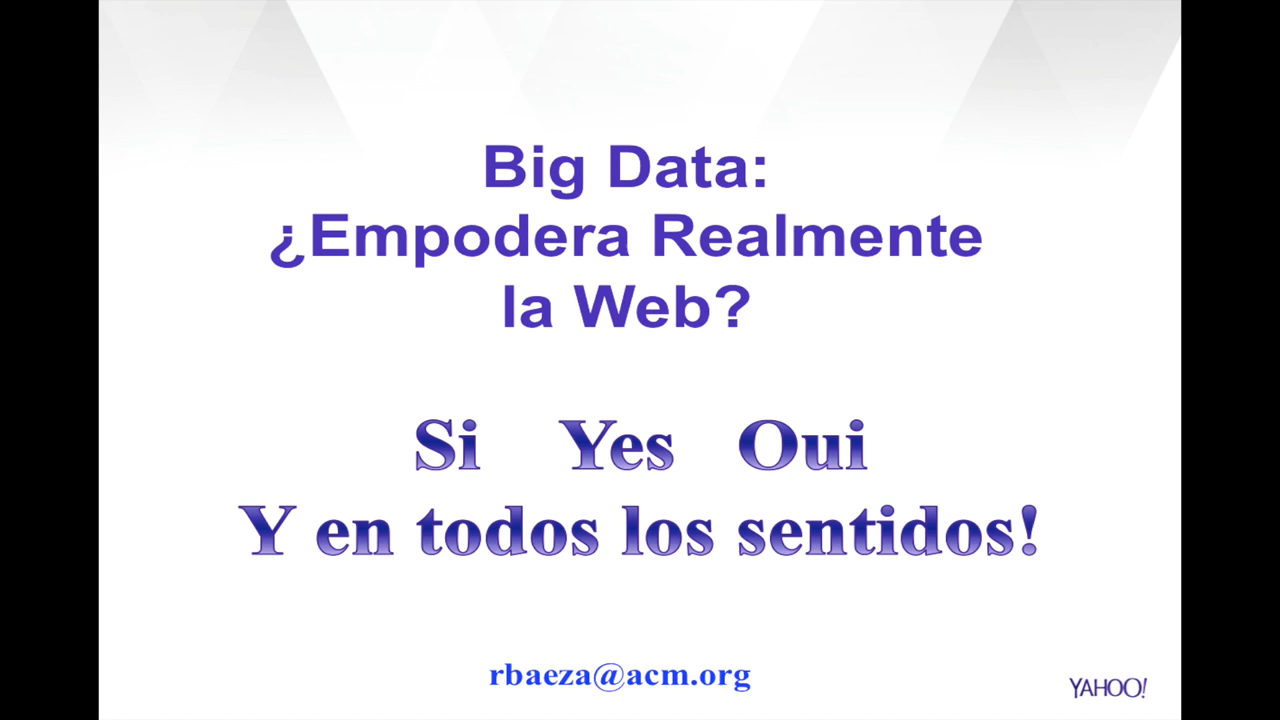 Big Data:
¿Empodera Realmente
la Web?
Si Yes Oui
Y en todos los sentidos!
rbaeza@acm.org
YAHOO!